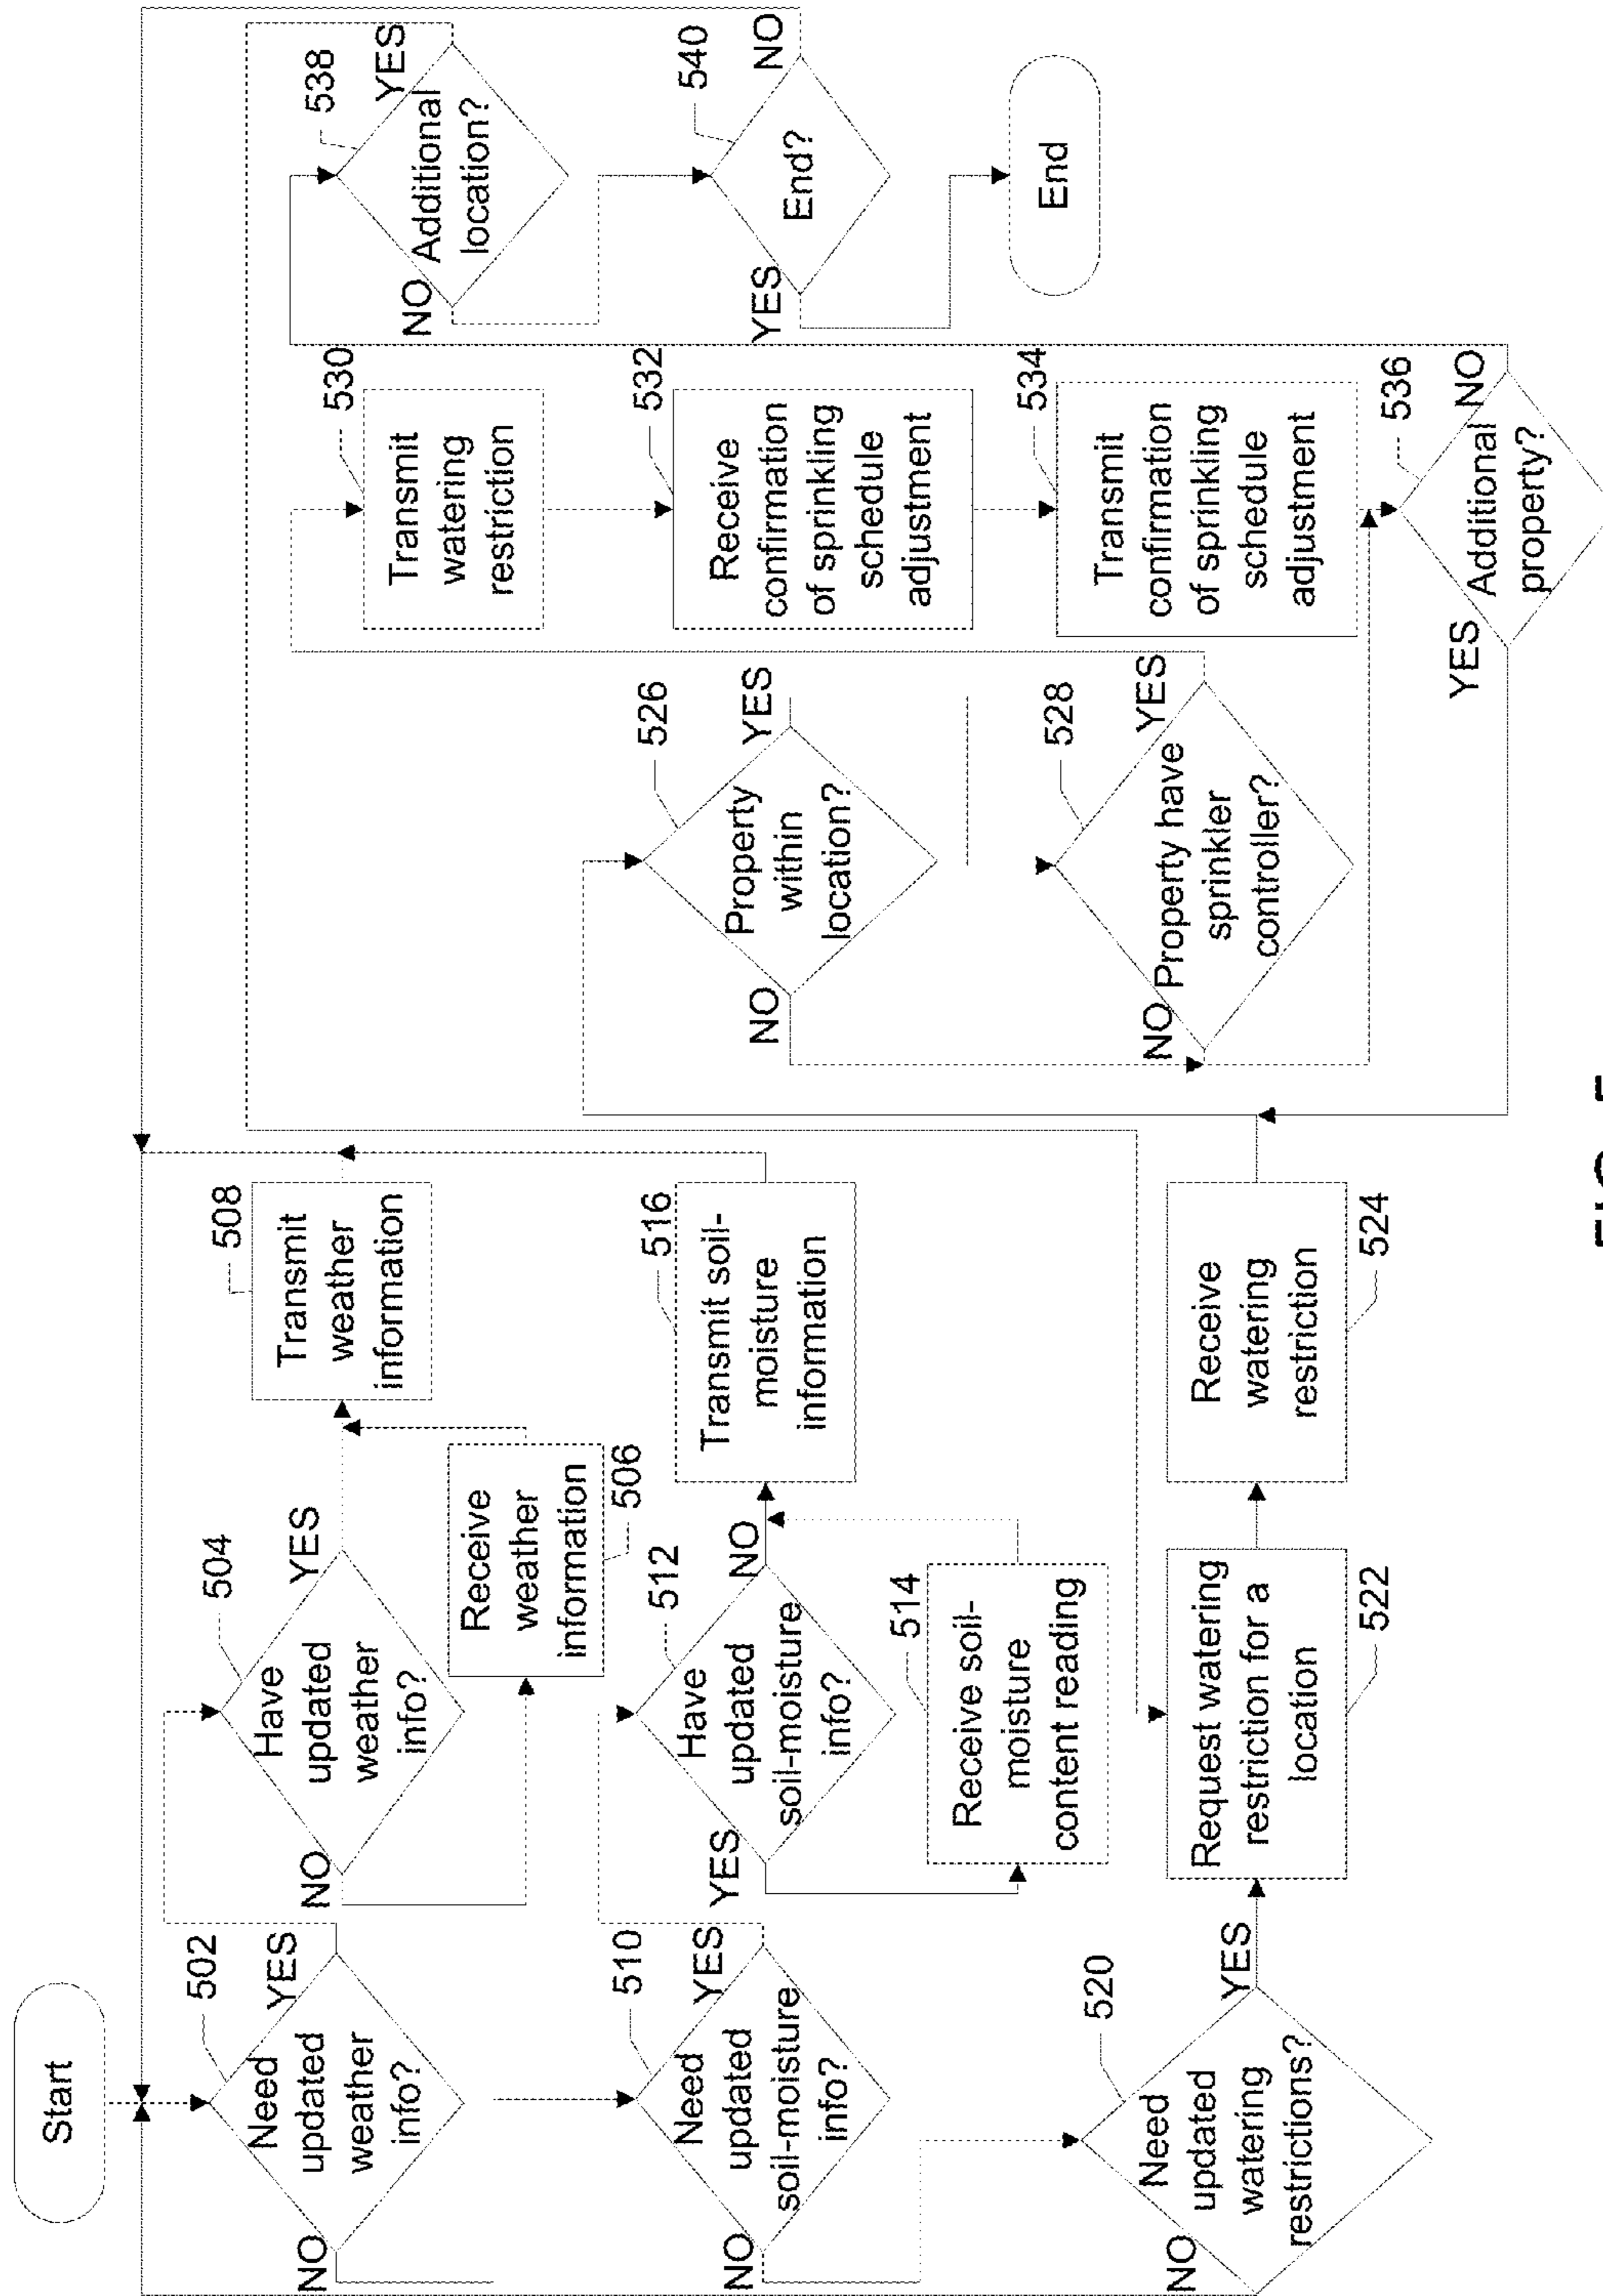 Start
502
Need
updated
weather
info?
YES
NO
504
Have
updated
weather
info?
YES
NO
Receive
weather
information
506
508
Transmit
weather
information
510
Need
updated
soil-moisture
info?
YES
NO
512
Have
updated
soil-moisture
info?
NO
YES
514
Receive soil-
moisture
content reading
516
Transmit soil-
moisture
information
520
Need
updated
watering
restrictions?
YES
NO
Request watering
restriction for a
location
522
Receive
watering
restriction
524
526
Property
within
location?
YES
NO
528
Property have
sprinkler
controller?
YES
NO
530
Transmit
watering
restriction
532
Receive
confirmation
of sprinkling
schedule
adjustment
534
Transmit
confirmation
of sprinkling
schedule
adjustment
536
Additional
property?
NO
YES
538
Additional
location?
YES
NO
540
End?
NO
YES
End